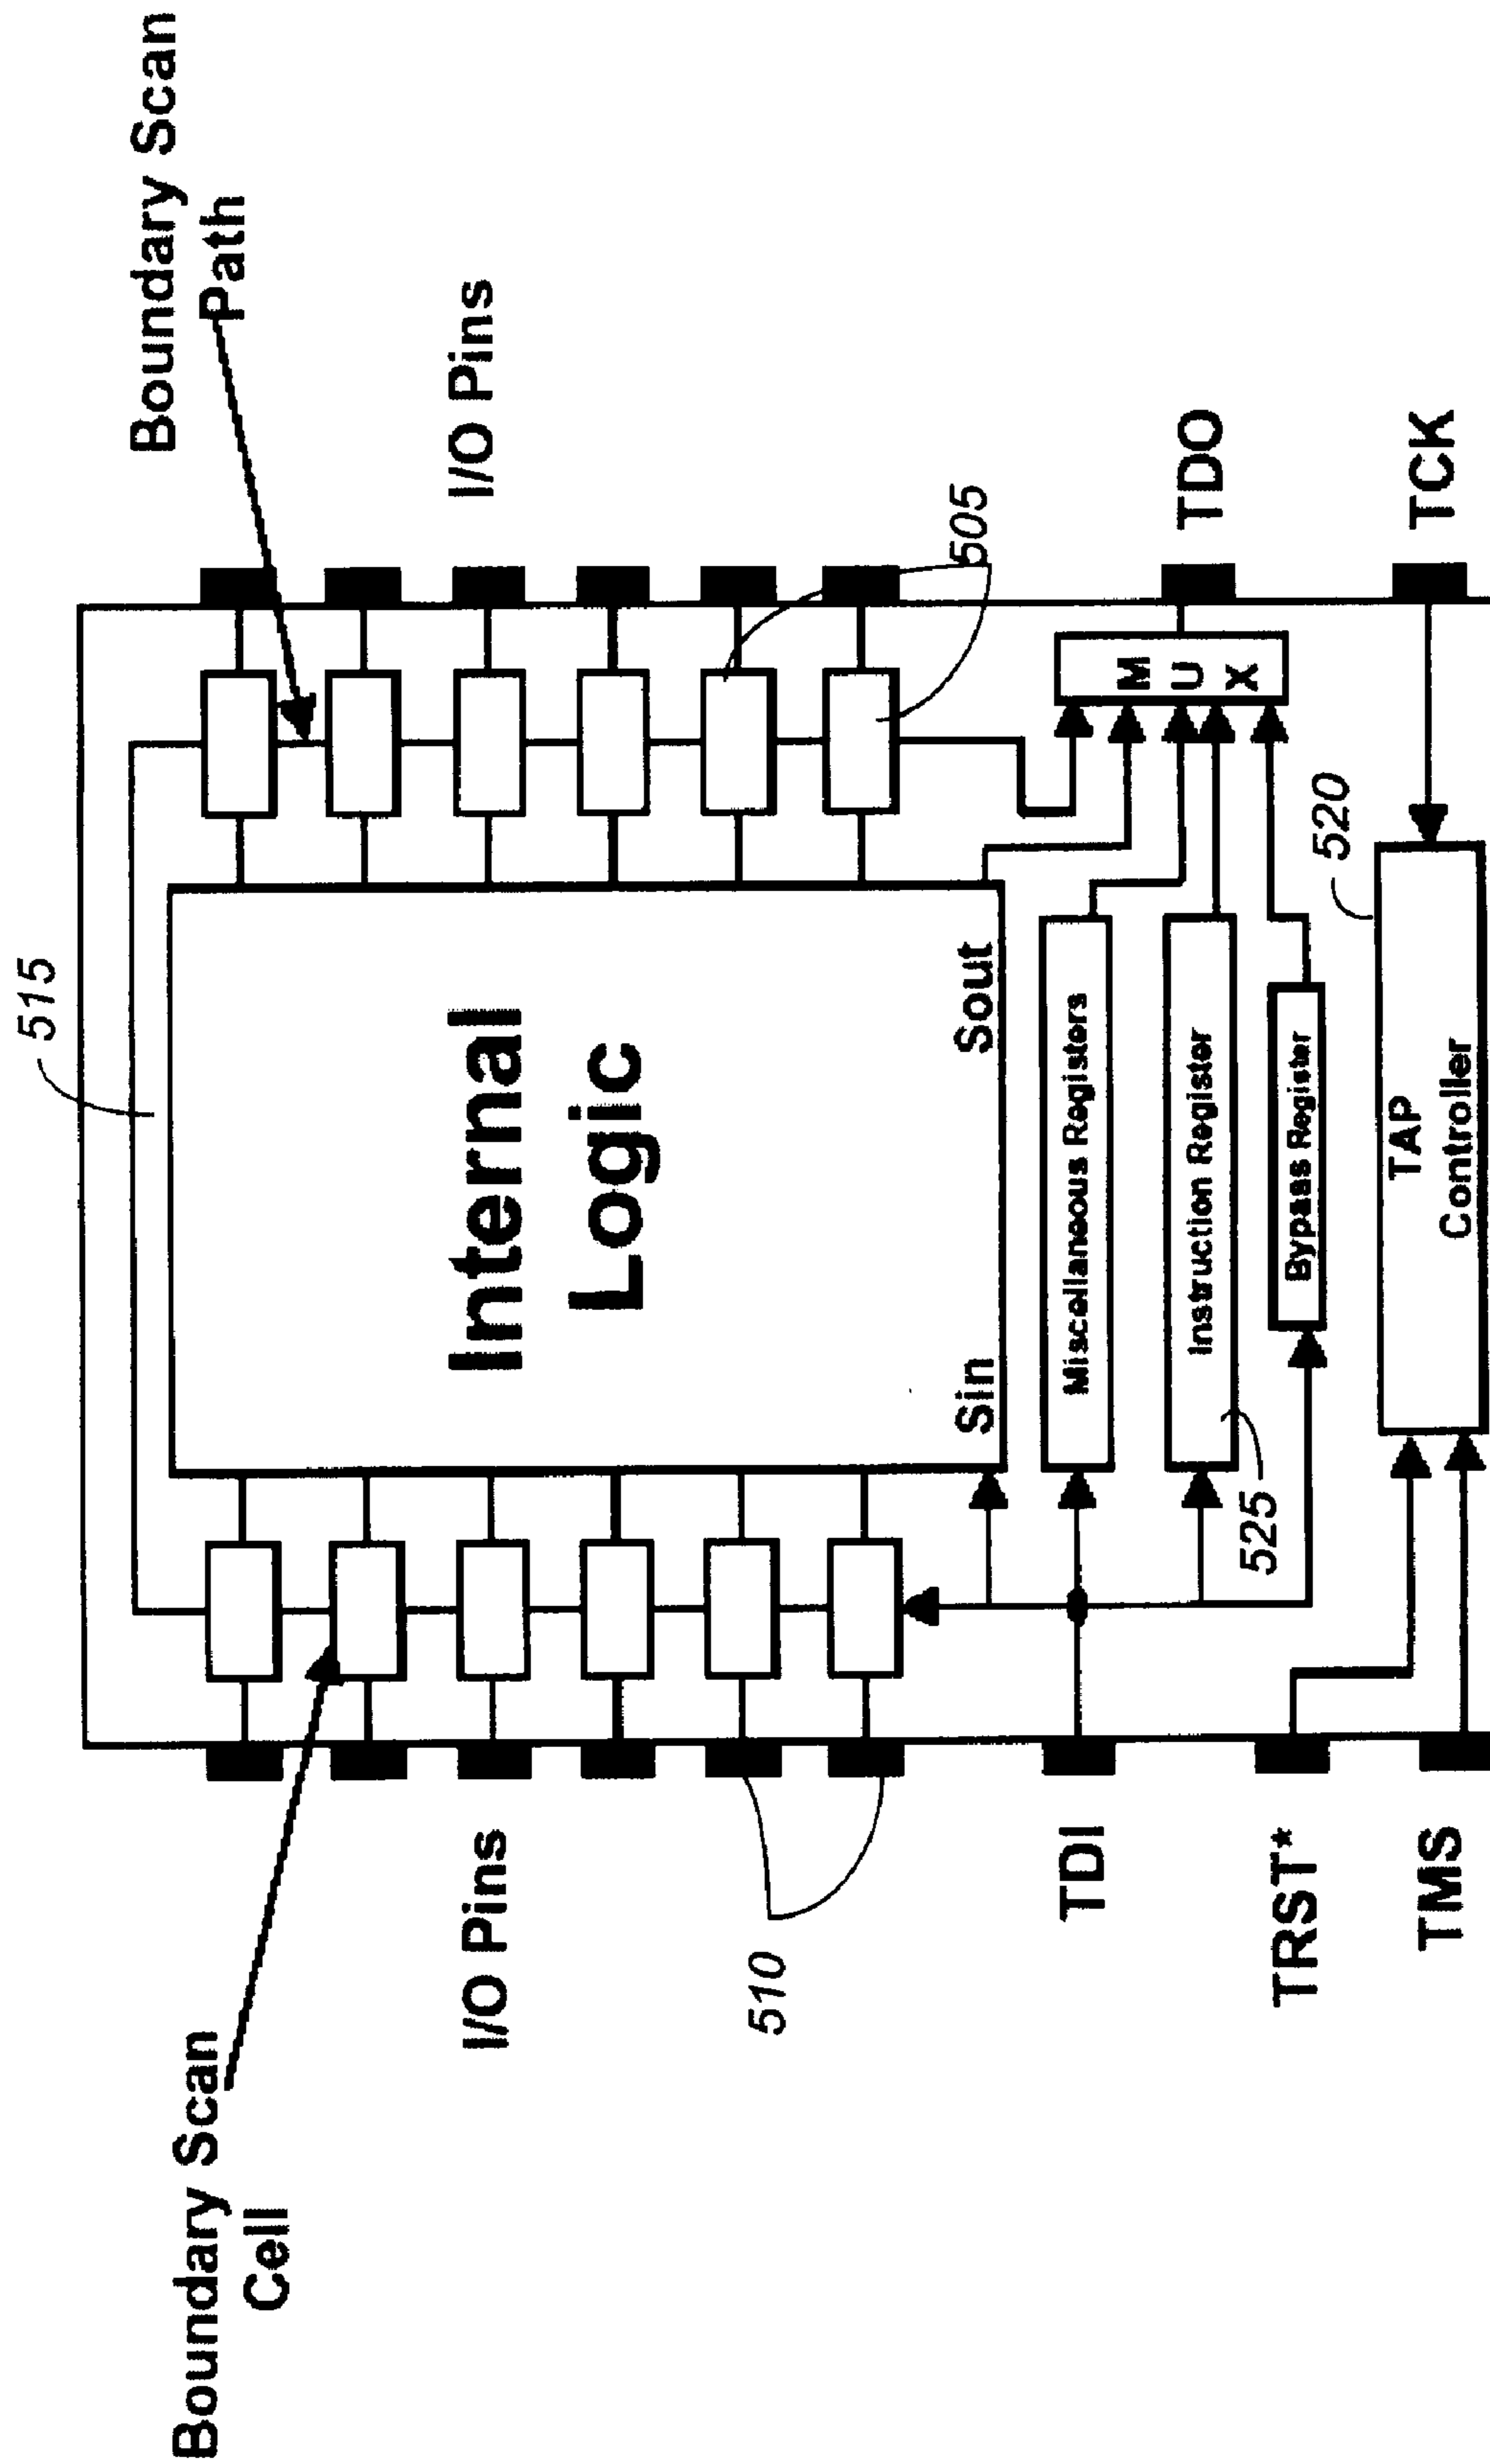 515
Boundary Scan
Cell
Boundary Scan
Path
I/O Pins
I/O Pins
Internal
Logic
510
505
Sin
Sout
TDI
Miscellaneous Registers
M
U
X
TDO
Instruction Register
525
TRST*
Bypass Register
520
TMS
TAP
Controller
TCK